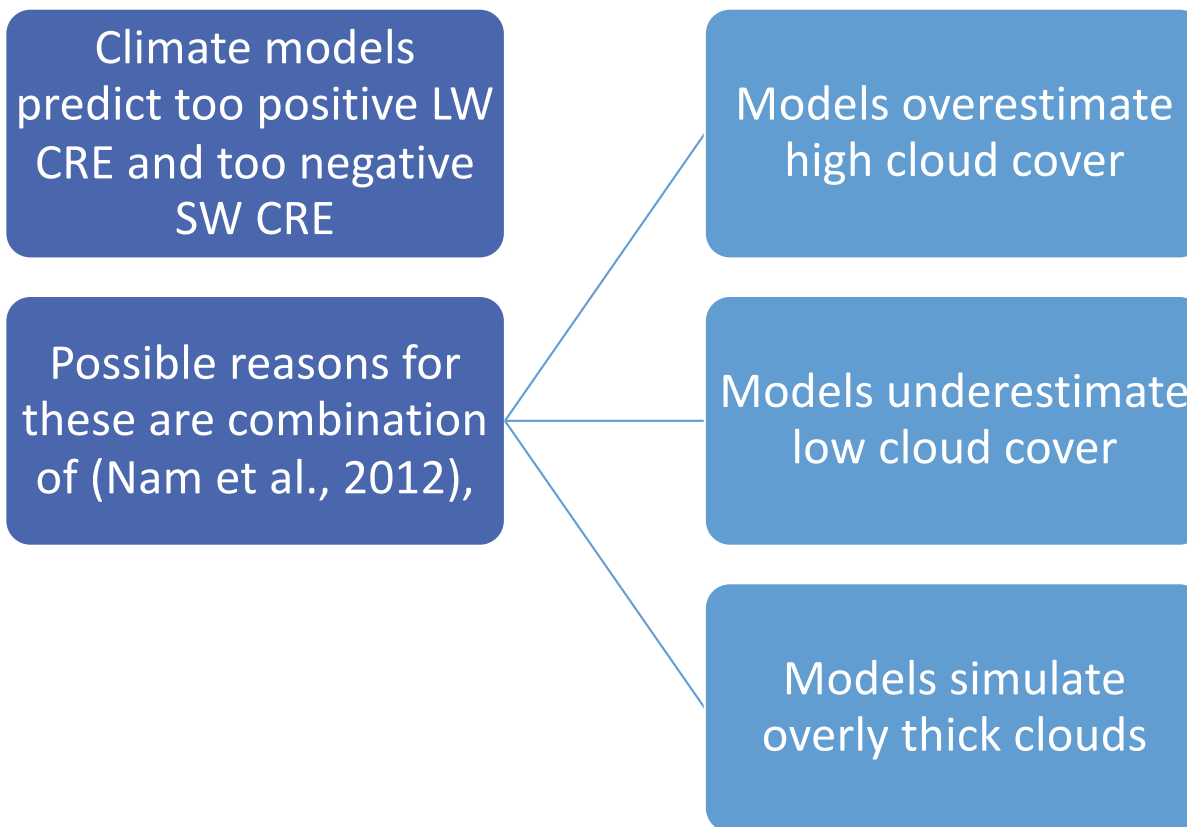 Climate models
predict too positive LW
CRE and too negative
SW CRE
Possible reasons for
these are combination
of (Nam et al., 2012),
Models overestimate
high cloud cover
Models underestimate
low cloud cover
Models simulate
overly thick clouds